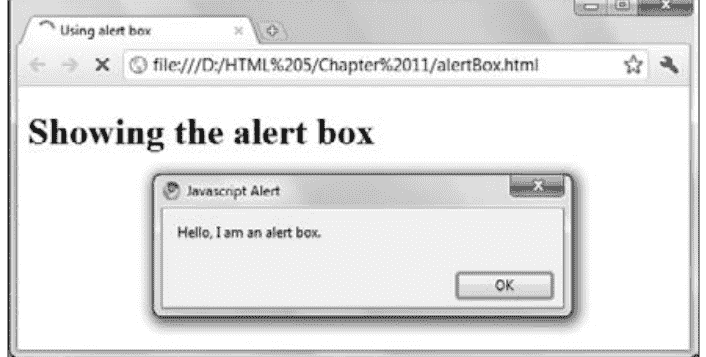 Using alert box
file:///D:/HTML%205/Chapter%2011/alertBox.html
Showing the alert box
Javascript Alert
Hello, I am an alert box.
OK